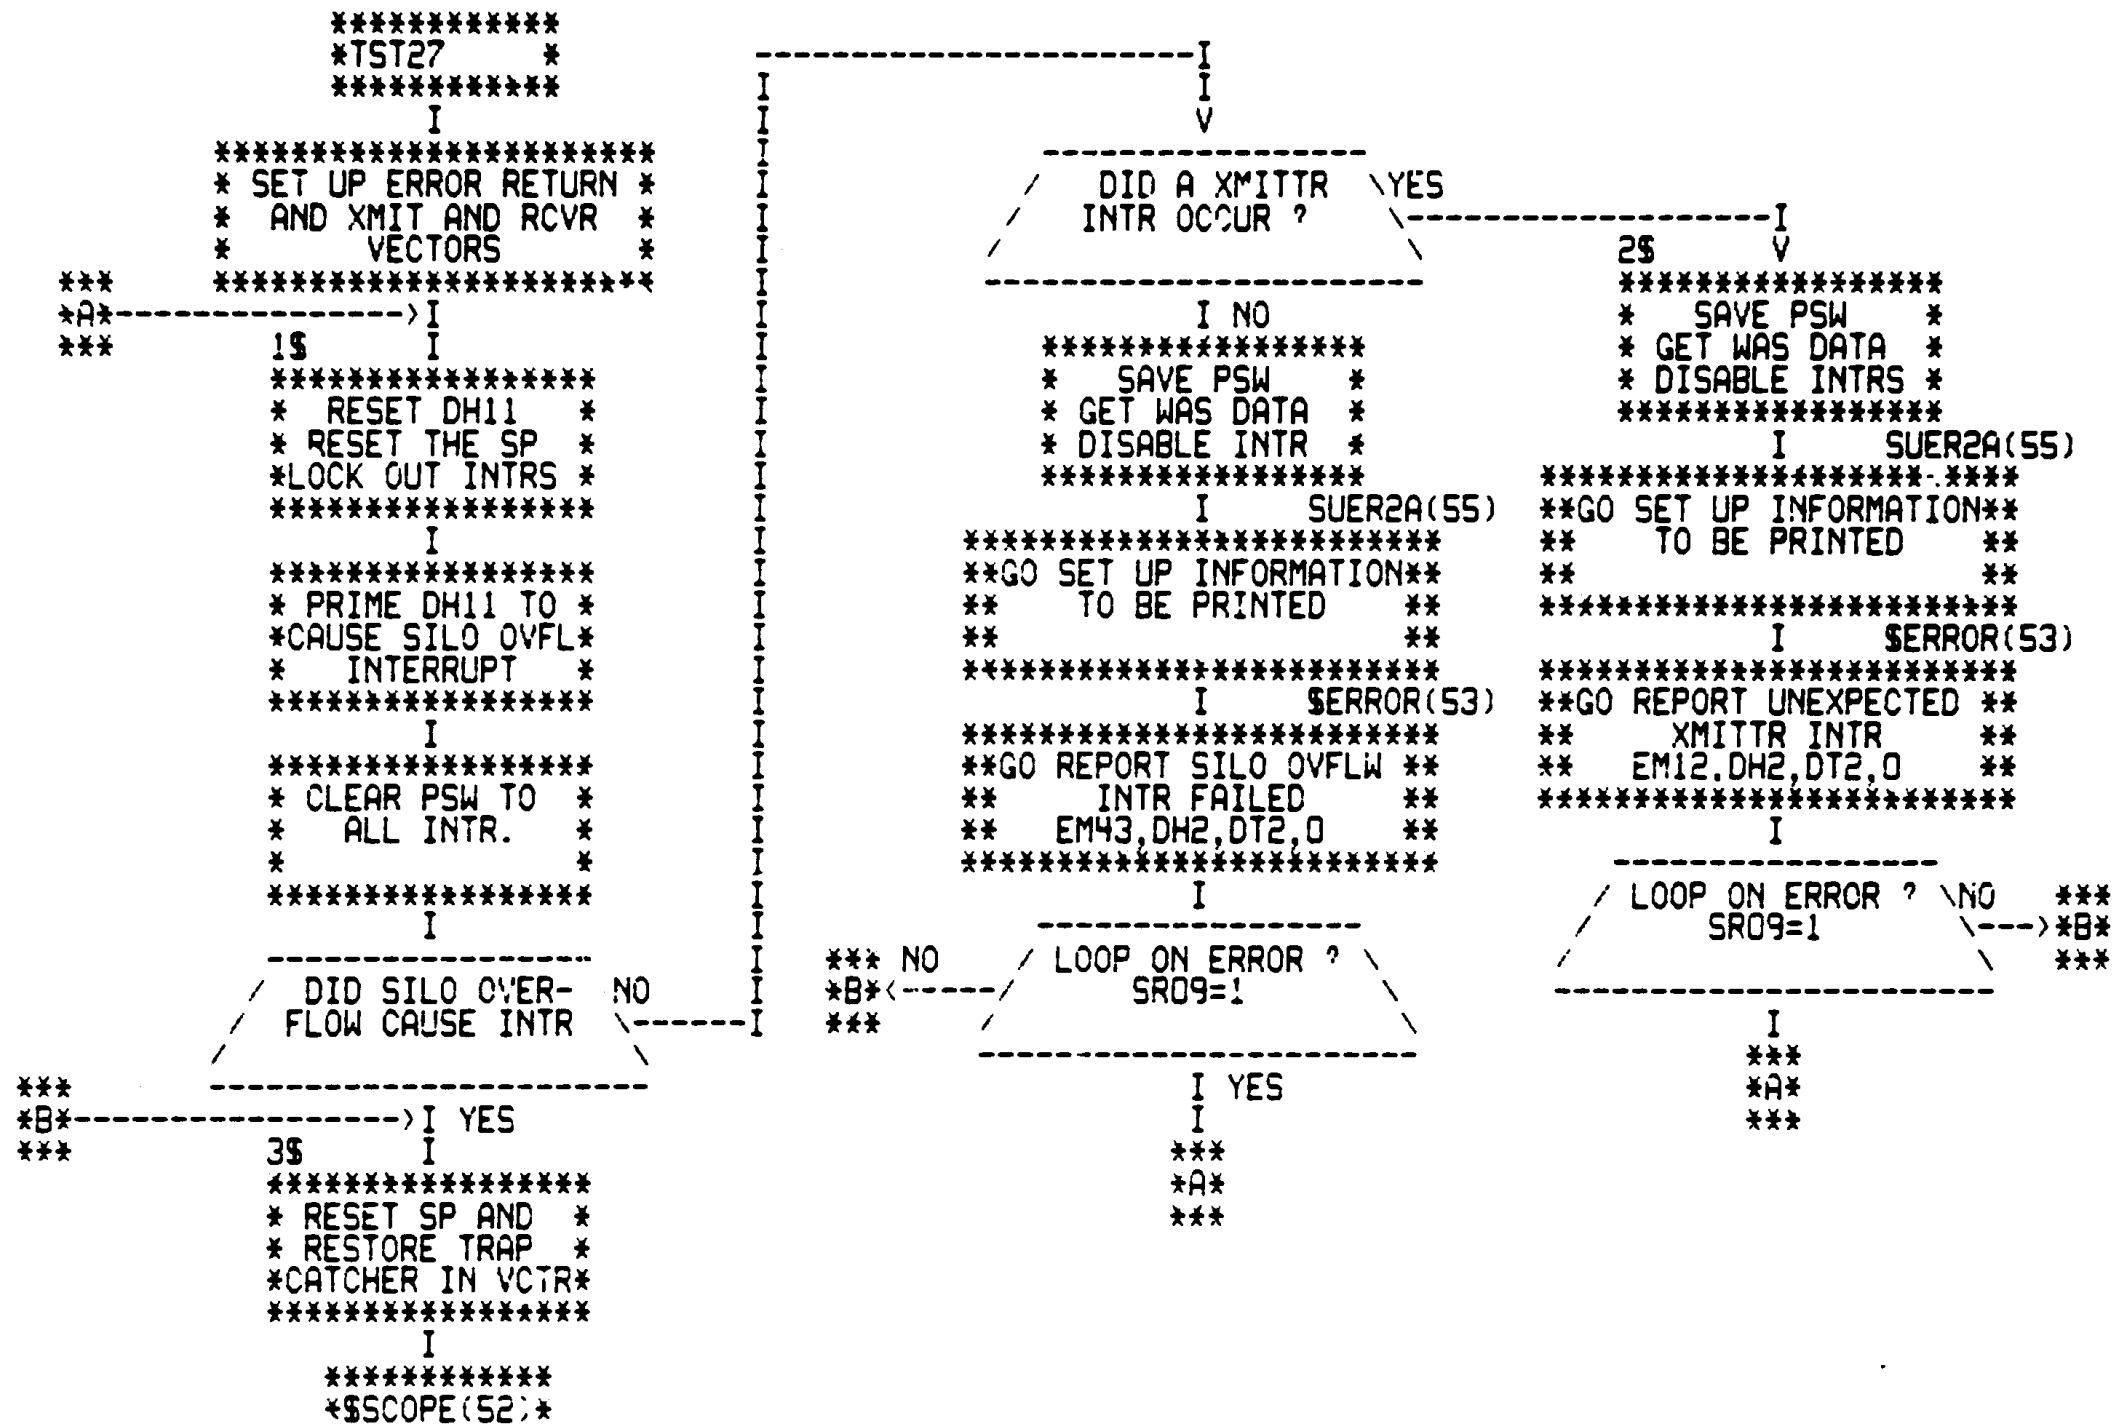 *TST27 *
* SET UP ERROR RETURN *
* AND XMIT AND RCVR *
* VECTORS *
*A*
1$
* RESET DH11 *
* RESET THE SP *
*LOCK OUT INTRS *
* PRIME DH11 TO *
*CAUSE SILO OVFL*
* INTERRUPT *
* CLEAR PSW TO *
* ALL INTR. *
DID SILO OVER- NO
FLOW CAUSE INTR
*B*
YES
3$
* RESET SP AND *
* RESTORE TRAP *
*CATCHER IN VCTR*
*$SCOPE(52)*
DID A XMITTR YES
INTR OCCUR ?
NO
* SAVE PSW *
* GET WAS DATA *
* DISABLE INTR *
SUER2A(55)
**GO SET UP INFORMATION**
** TO BE PRINTED **
$ERROR(53)
**GO REPORT SILO OVFLW **
** INTR FAILED **
** EM43,DH2,DT2,0 **
NO LOOP ON ERROR ?
*B* SR09=1
YES
*A*
2$
* SAVE PSW *
* GET WAS DATA *
* DISABLE INTRS *
SUER2A(55)
**GO SET UP INFORMATION**
** TO BE PRINTED **
$ERROR(53)
**GO REPORT UNEXPECTED **
** XMITTR INTR **
** EM12,DH2,DT2,0 **
LOOP ON ERROR ? NO
SR09=1 *B*
*A*